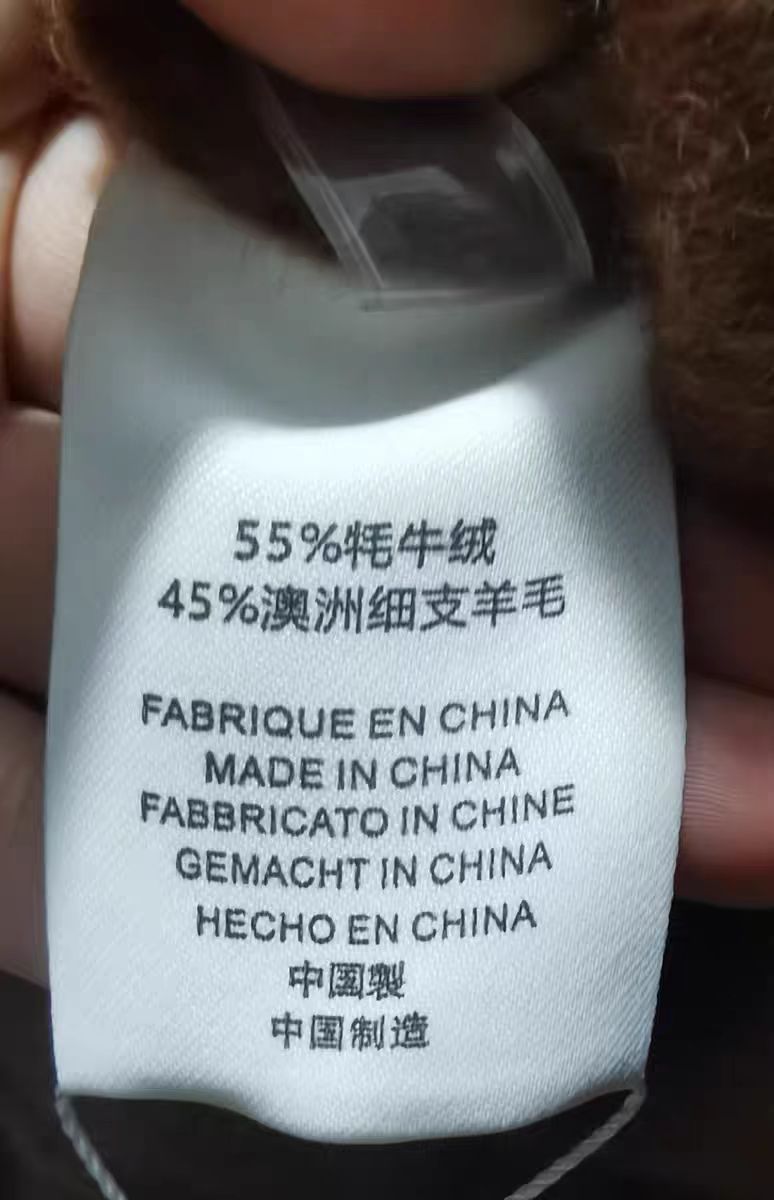 55%牦牛绒
45%澳洲细支羊毛
FABRIQUE EN CHINA
MADE IN CHINA
FABBRICATO IN CHINE
GEMACHT IN CHINA
HECHO EN CHINA
中国製
中国制造